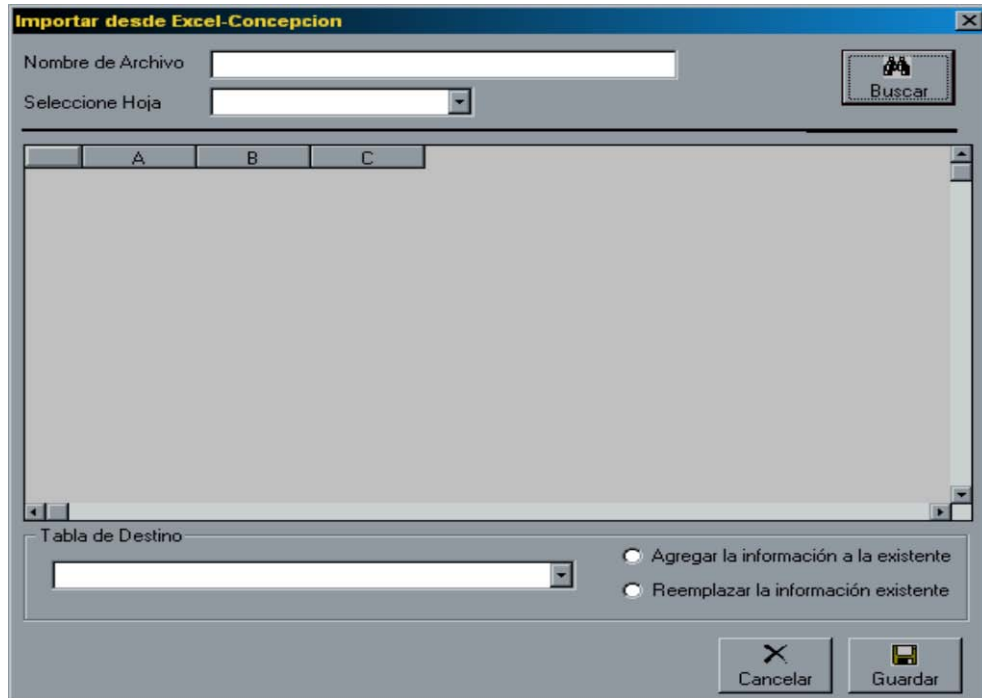 Importar desde Excel-Concepcion
Nombre de Archivo
Buscar
Seleccione Hoja
A B C
Tabla de Destino
Agregar la información a la existente
Reemplazar la información existente
Cancelar Guardar